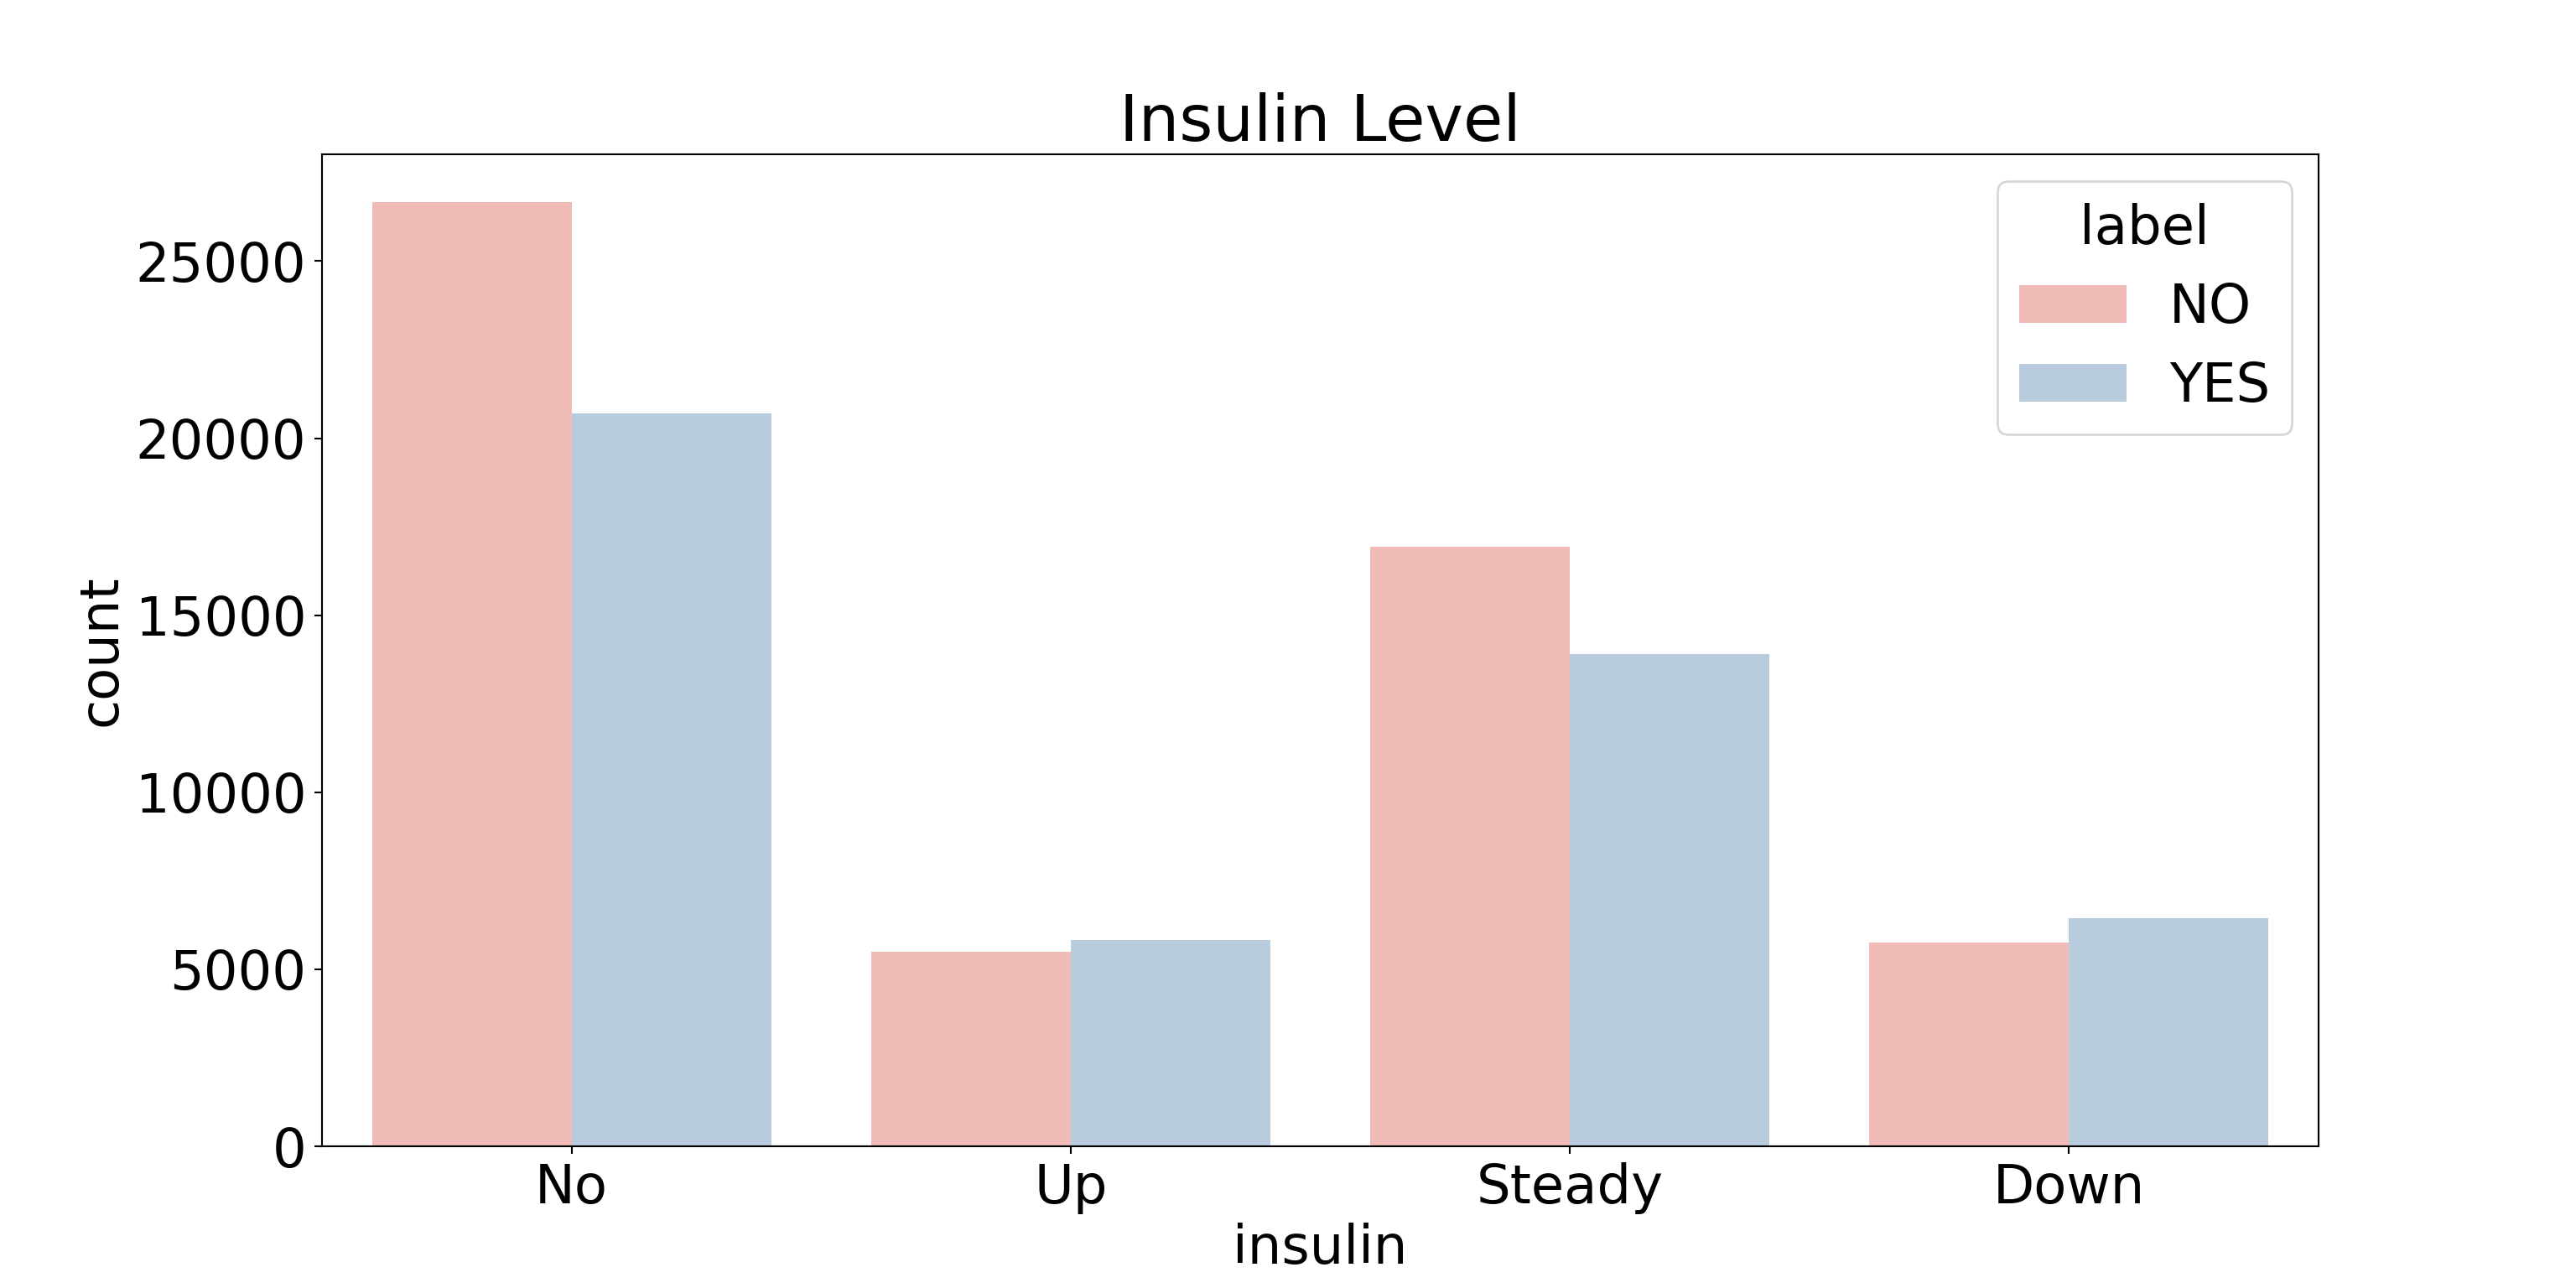 Insulin Level
label
NO
YES
count
25000
20000
15000
10000
5000
0
No
Up
Steady
Down
insulin